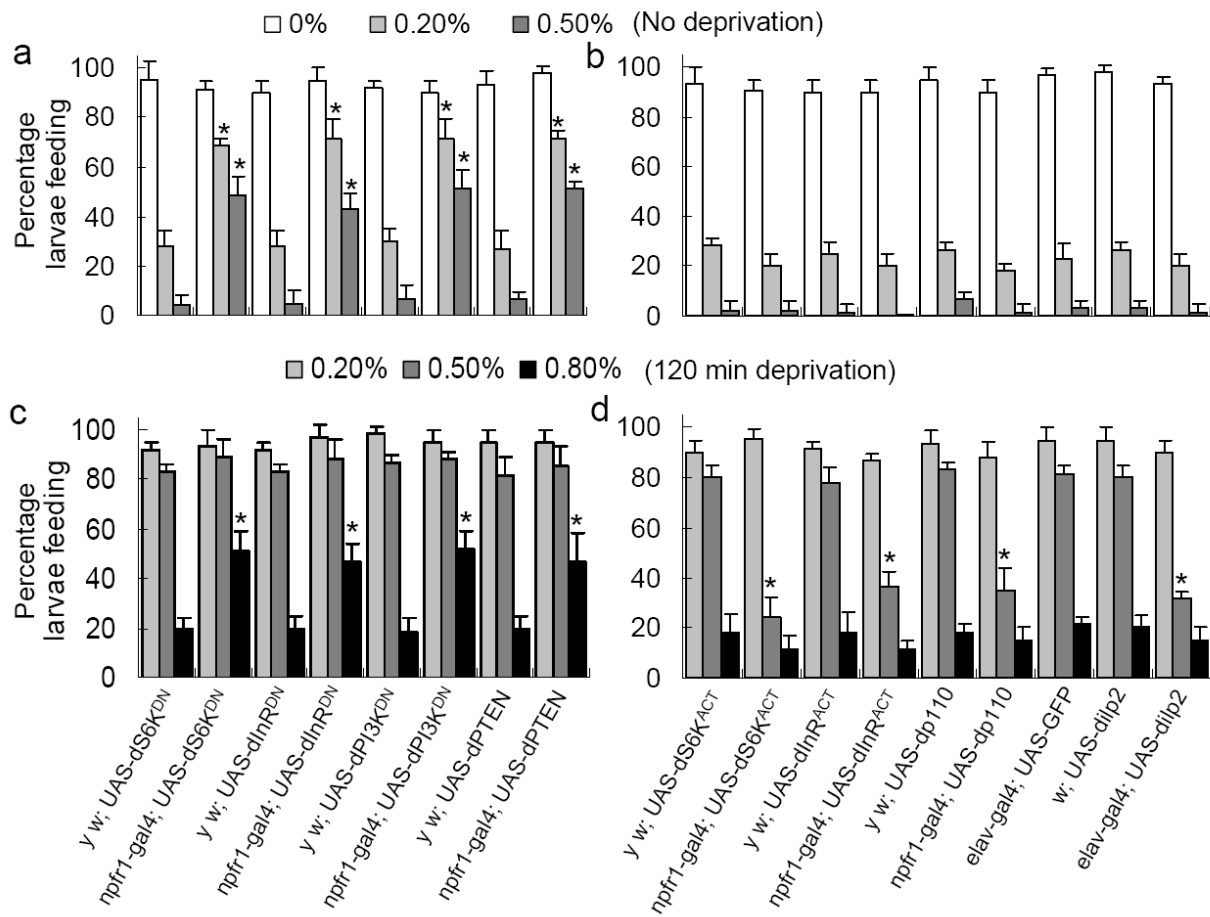 0% 0.20% 0.50% (No deprivation)
a
Percentage
larvae feeding
100
80
60
40
20
0
* * * * * * * *
b
100
80
60
40
20
0
0.20% 0.50% 0.80% (120 min deprivation)
c
Percentage
larvae feeding
100
80
60
40
20
0
* * * *
d
100
80
60
40
20
0
* * * *
y w; UAS-dS6K^DN
npfr1-gal4; UAS-dS6K^DN
y w; UAS-dInR^DN
npfr1-gal4; UAS-dInR^DN
y w; UAS-dPI3K^DN
npfr1-gal4; UAS-dPI3K^DN
y w; UAS-dPTEN
npfr1-gal4; UAS-dPTEN
y w; UAS-dS6K^ACT
npfr1-gal4; UAS-dS6K^ACT
y w; UAS-dInR^ACT
npfr1-gal4; UAS-dInR^ACT
y w; UAS-dp110
npfr1-gal4; UAS-dp110
elav-gal4; UAS-GFP
w; UAS-dilp2
elav-gal4; UAS-dilp2